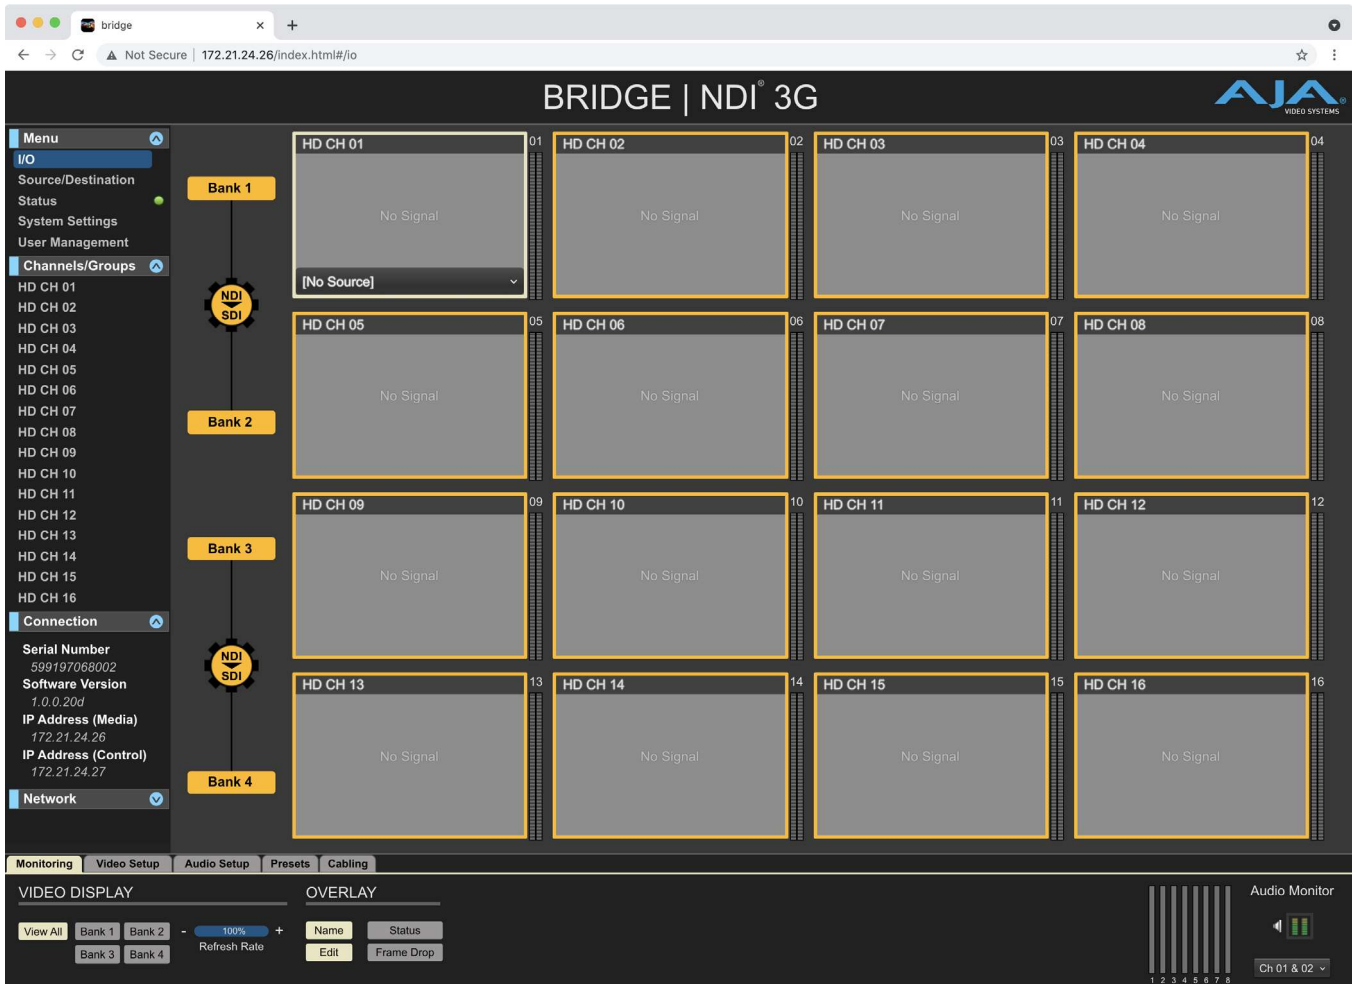 bridge
Not Secure | 172.21.24.26/index.html#/io
BRIDGE | NDI® 3G
AJA®
VIDEO SYSTEMS
Menu
I/O
Source/Destination
Status
System Settings
User Management
Channels/Groups
HD CH 01
HD CH 02
HD CH 03
HD CH 04
HD CH 05
HD CH 06
HD CH 07
HD CH 08
HD CH 09
HD CH 10
HD CH 11
HD CH 12
HD CH 13
HD CH 14
HD CH 15
HD CH 16
Connection
Serial Number
599197068002
Software Version
1.0.0.20d
IP Address (Media)
172.21.24.26
IP Address (Control)
172.21.24.27
Network
Bank 1
NDI
SDI
Bank 2
Bank 3
NDI
SDI
Bank 4
HD CH 01 01 HD CH 02 02 HD CH 03 03 HD CH 04 04
No Signal No Signal No Signal No Signal
[No Source]
HD CH 05 05 HD CH 06 06 HD CH 07 07 HD CH 08 08
No Signal No Signal No Signal No Signal
HD CH 09 09 HD CH 10 10 HD CH 11 11 HD CH 12 12
No Signal No Signal No Signal No Signal
HD CH 13 13 HD CH 14 14 HD CH 15 15 HD CH 16 16
No Signal No Signal No Signal No Signal
Monitoring Video Setup Audio Setup Presets Cabling
VIDEO DISPLAY
View All Bank 1 Bank 2
Bank 3 Bank 4
- 100% +
Refresh Rate
OVERLAY
Name Status
Edit Frame Drop
1 2 3 4 5 6 7 8
Audio Monitor
Ch 01 & 02